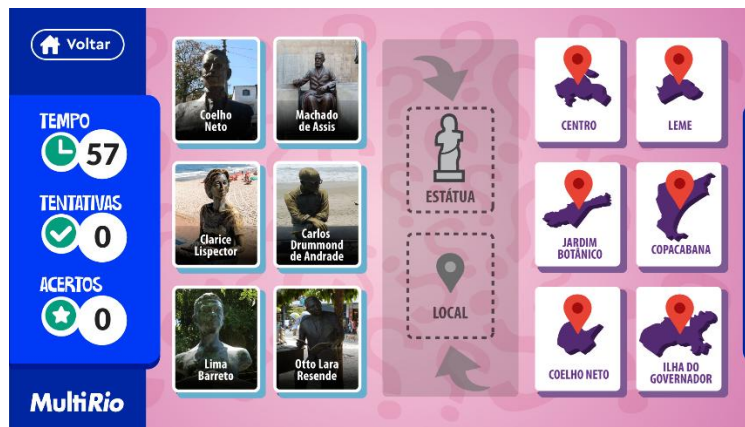 Voltar
TEMPO
57
TENTATIVAS
0
ACERTOS
0
MultiRio
Coelho
Neto
Machado
de Assis
Clarice
Lispector
Carlos
Drummond
de Andrade
Lima
Barreto
Otto Lara
Resende
ESTÁTUA
LOCAL
CENTRO
LEME
JARDIM
BOTÂNICO
COPACABANA
COELHO NETO
ILHA DO
GOVERNADOR